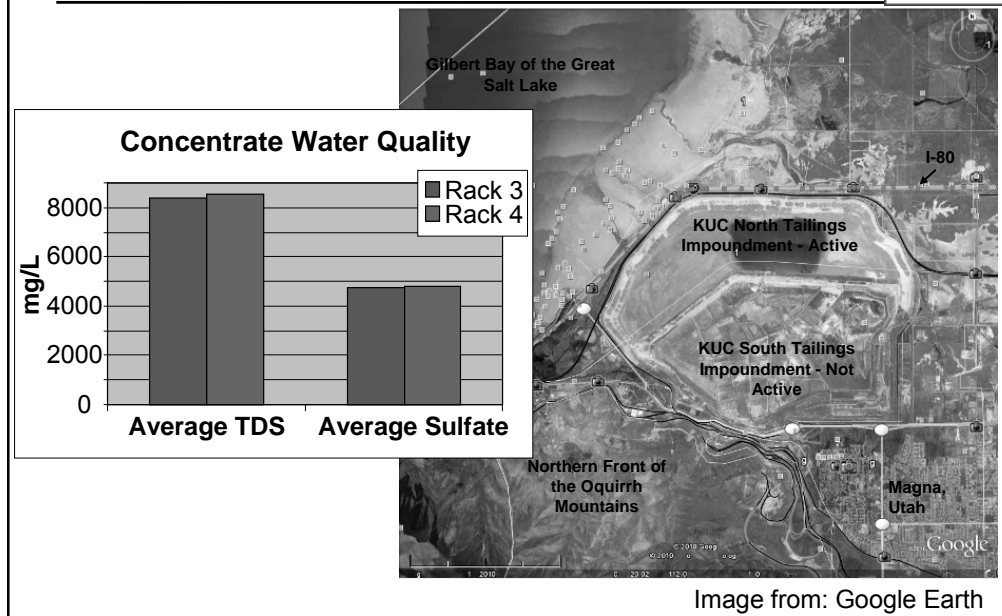 Gilbert Bay of the Great
Salt Lake
Concentrate Water Quality
Rack 3
Rack 4
mg/L
8000
6000
4000
2000
0
Average TDS
Average Sulfate
I-80
KUC North Tailings
Impoundment - Active
KUC South Tailings
Impoundment - Not
Active
Northern Front of
the Oquirrh
Mountains
Magna,
Utah
Google
Image from: Google Earth